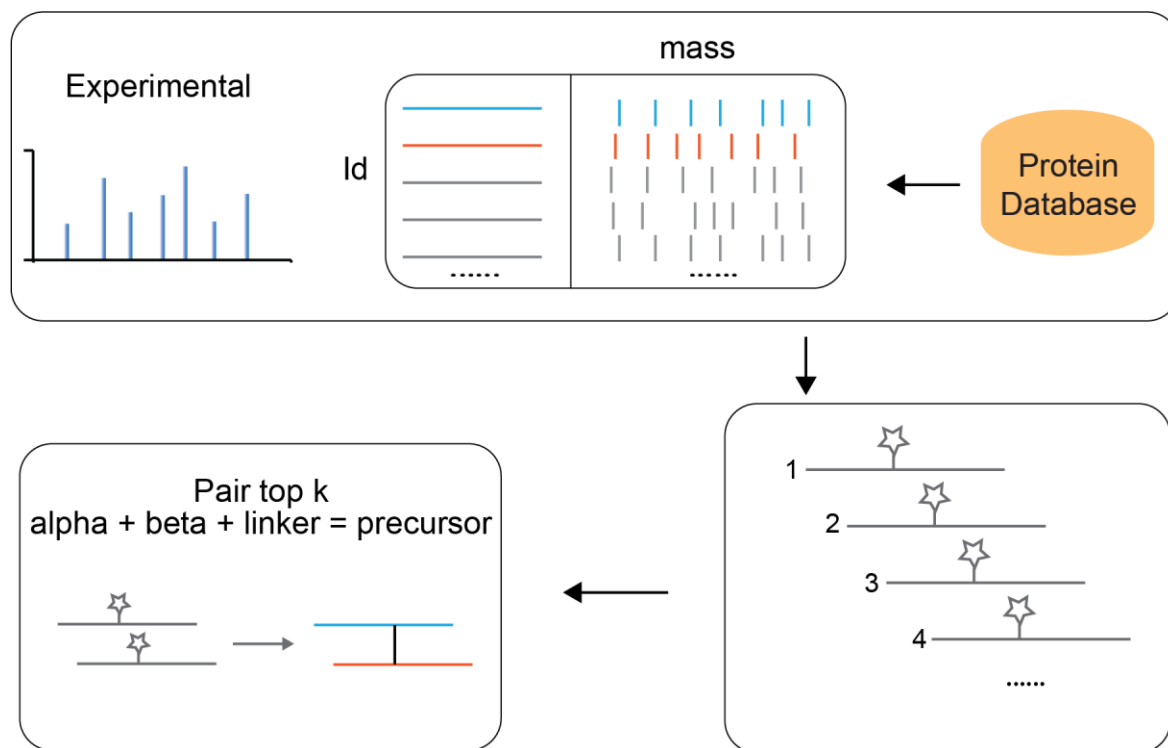 mass
Experimental
Id
Protein
Database
......
......
1
2
3
4
......
Pair top k
alpha + beta + linker = precursor